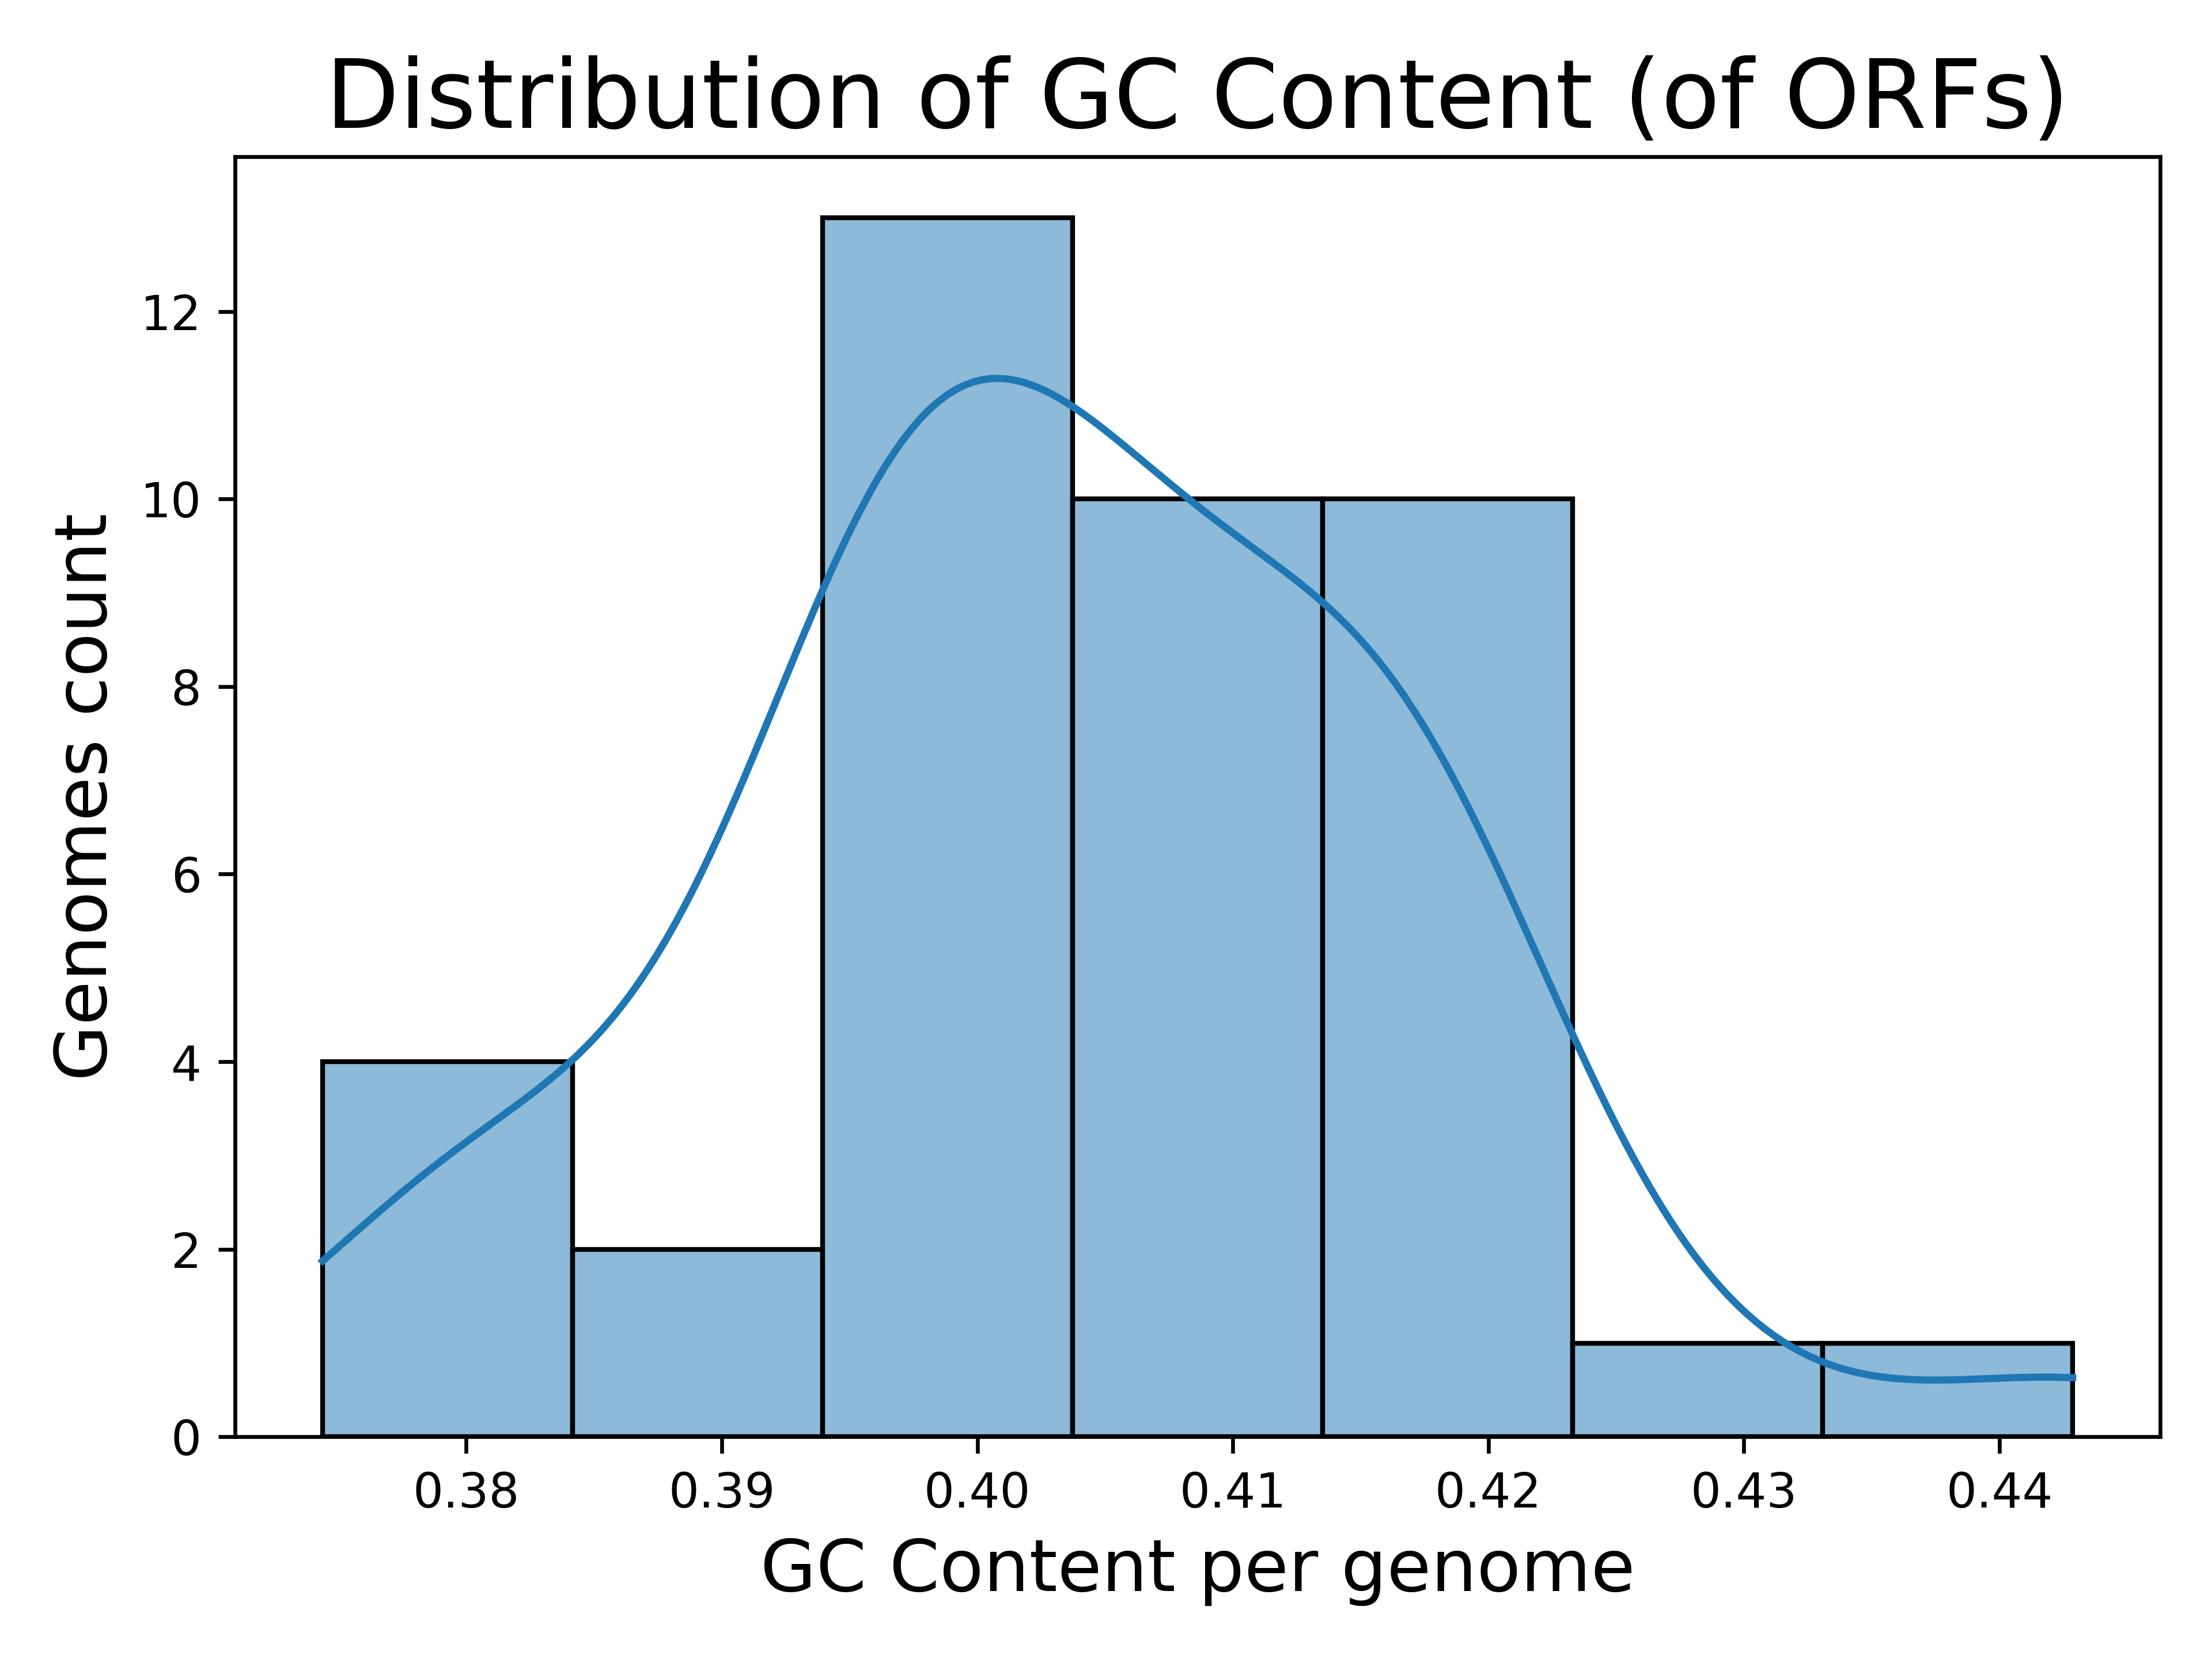 Distribution of GC Content (of ORFs)
Genomes count
12
10
8
6
4
2
0
0.38 0.39 0.40 0.41 0.42 0.43 0.44
GC Content per genome